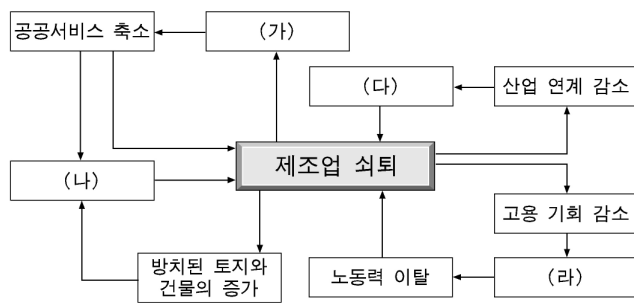 공공서비스 축소
(가)
(다)
산업 연계 감소
제조업 쇠퇴
(나)
고용 기회 감소
방치된 토지와
건물의 증가
노동력 이탈
(라)